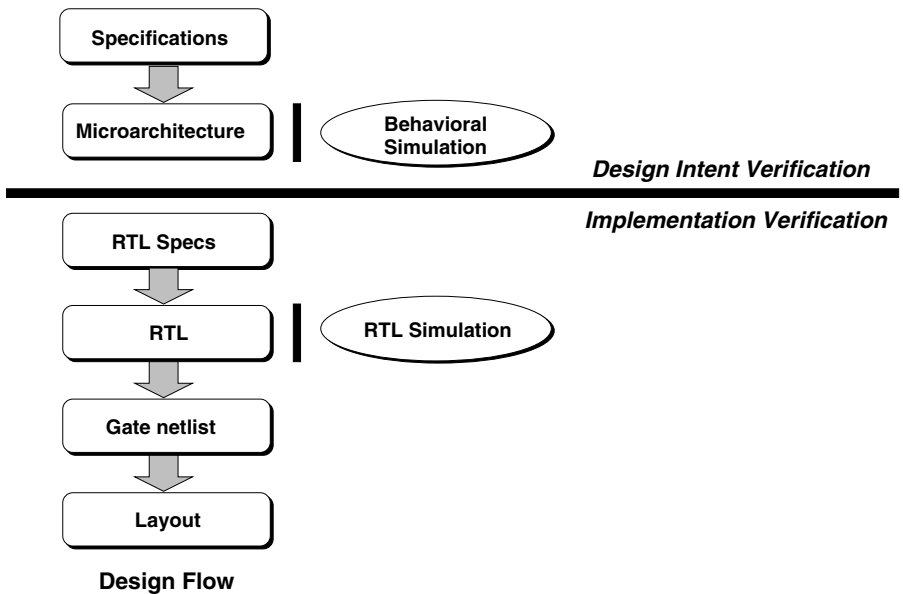 Specifications
Microarchitecture
Behavioral
Simulation
Design Intent Verification
Implementation Verification
RTL Specs
RTL
RTL Simulation
Gate netlist
Layout
Design Flow